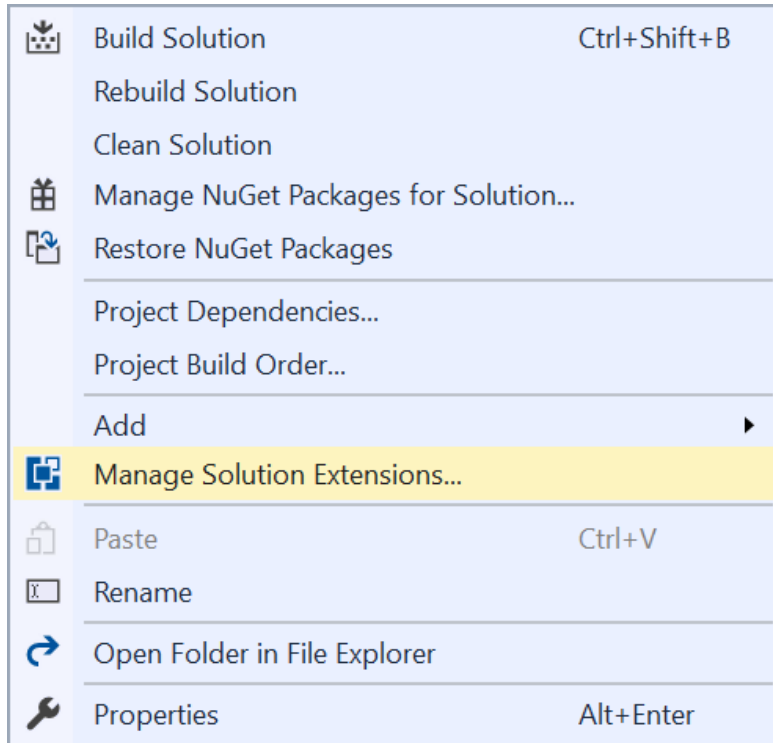 Build Solution Ctrl+Shift+B
Rebuild Solution
Clean Solution
Manage NuGet Packages for Solution...
Restore NuGet Packages
Project Dependencies...
Project Build Order...
Add
Manage Solution Extensions...
Paste Ctrl+V
Rename
Open Folder in File Explorer
Properties Alt+Enter